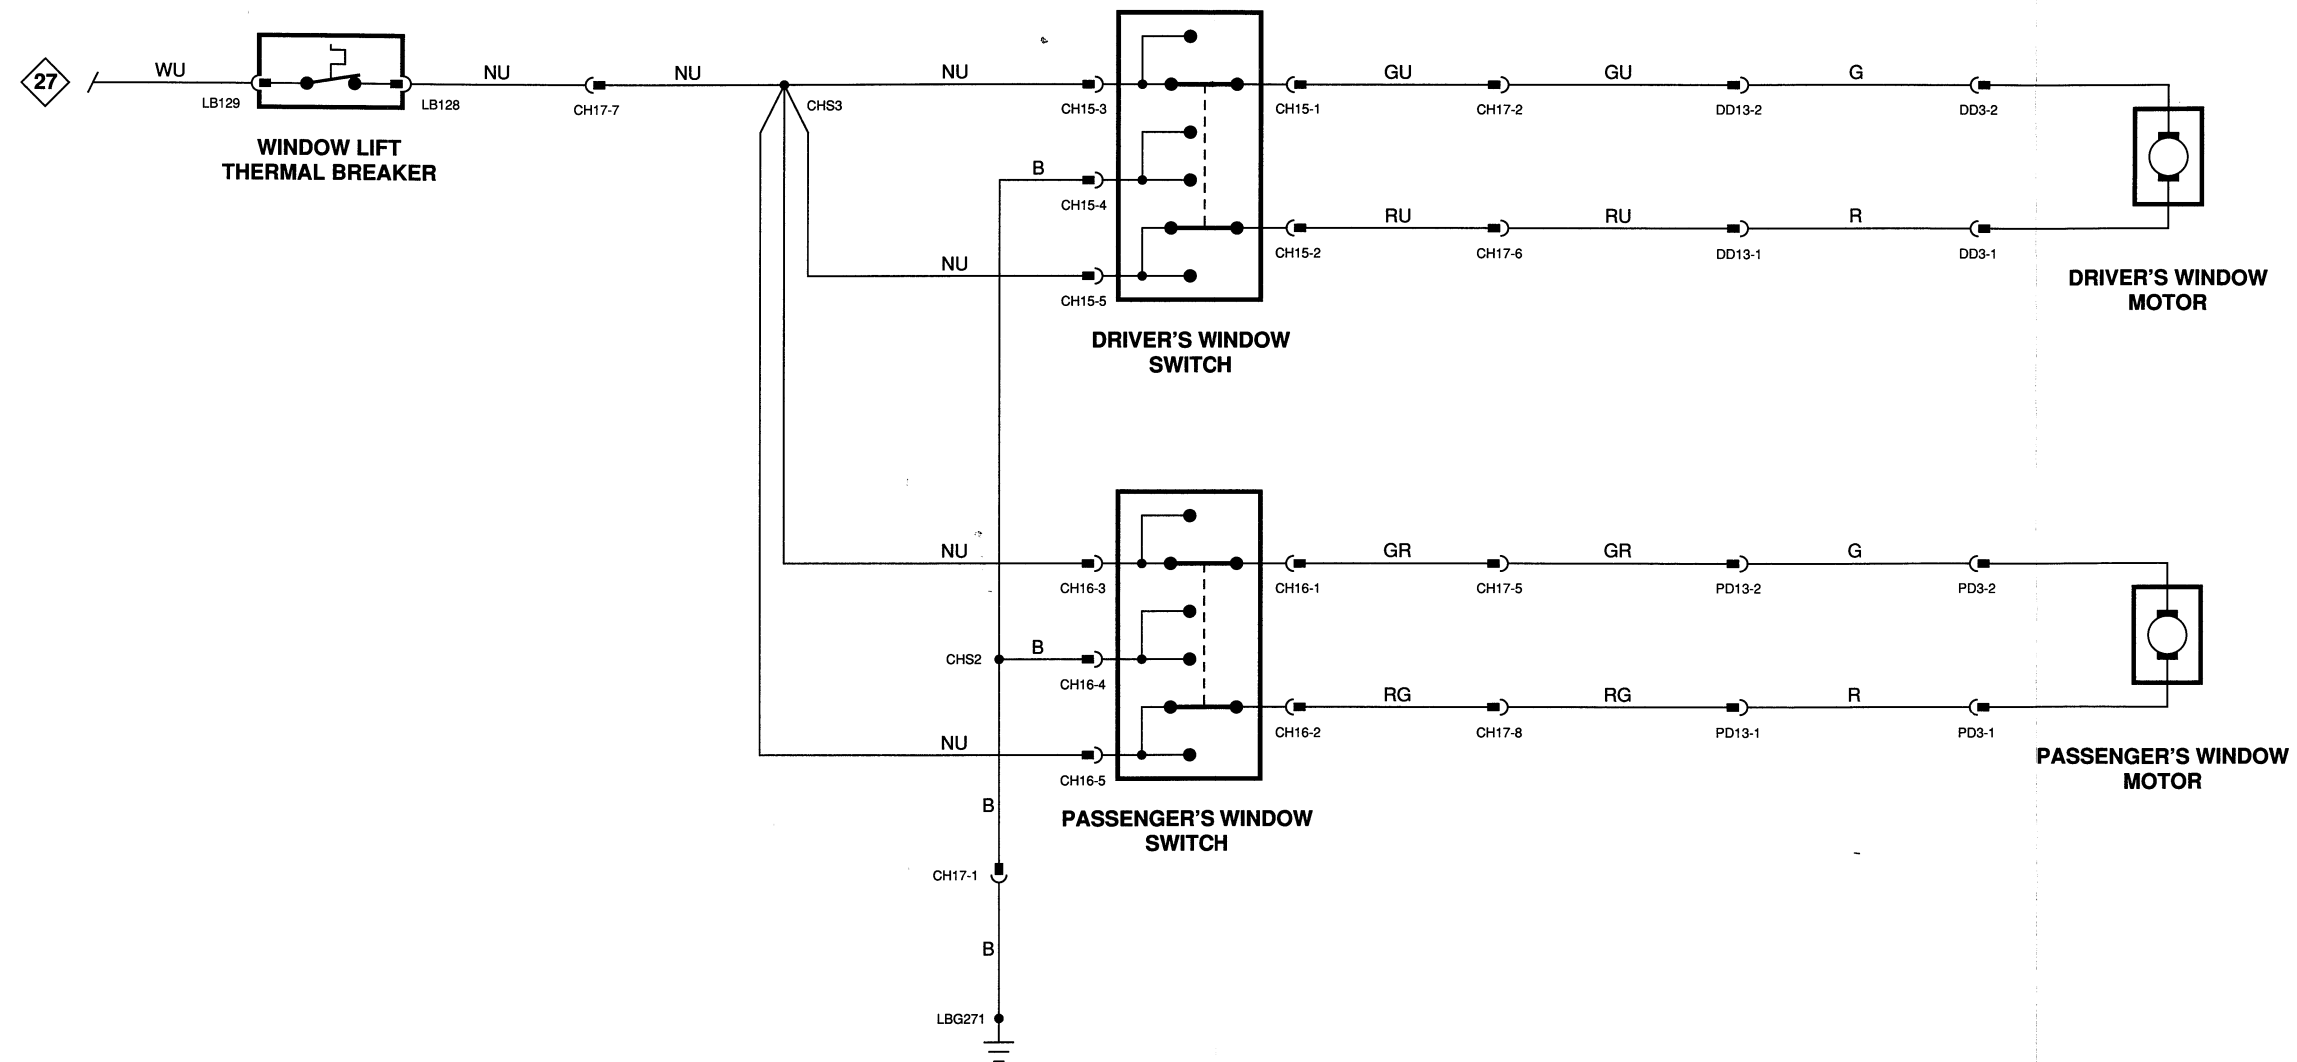 27
WU
LB129
LB128
WINDOW LIFT
THERMAL BREAKER
NU
CH17-7
NU
CHS3
NU
CH15-3
CH15-1
GU
CH17-2
GU
DD13-2
G
DD3-2
B
CH15-4
CH15-2
RU
CH17-6
RU
DD13-1
R
DD3-1
NU
CH15-5
DRIVER'S WINDOW
SWITCH
DRIVER'S WINDOW
MOTOR
NU
CH16-3
CH16-1
GR
CH17-5
GR
PD13-2
G
PD3-2
CHS2
B
CH16-4
CH16-2
RG
CH17-8
RG
PD13-1
R
PD3-1
NU
CH16-5
PASSENGER'S WINDOW
SWITCH
PASSENGER'S WINDOW
MOTOR
B
CH17-1
B
LBG271